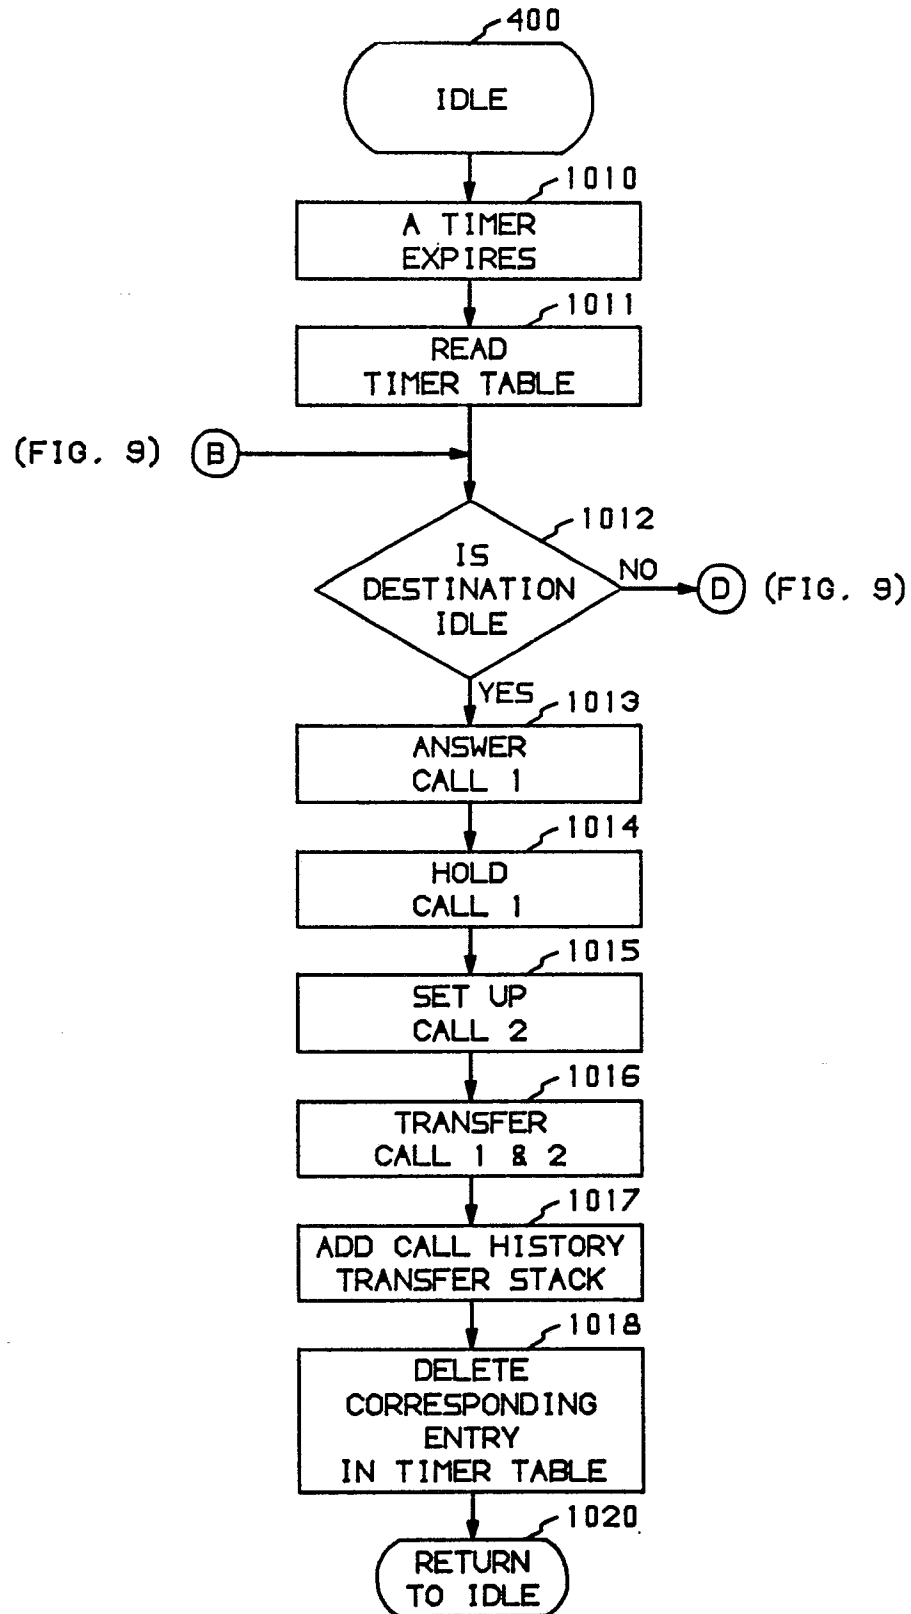 400
IDLE
1010
A TIMER
EXPIRES
1011
READ
TIMER TABLE
(FIG. 9) B
1012
IS
DESTINATION
IDLE
NO
D (FIG. 9)
YES
1013
ANSWER
CALL 1
1014
HOLD
CALL 1
1015
SET UP
CALL 2
1016
TRANSFER
CALL 1 & 2
1017
ADD CALL HISTORY
TRANSFER STACK
1018
DELETE
CORRESPONDING
ENTRY
IN TIMER TABLE
1020
RETURN
TO IDLE